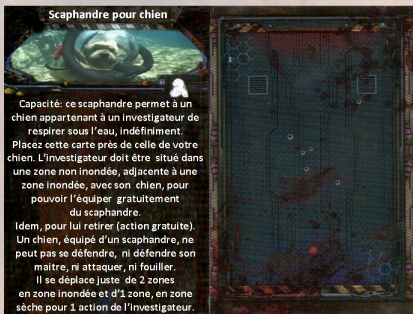 Scaphandre pour chien
Capacité: ce scaphandre permet à un
chien appartenant à un investigateur de
respirer sous l'eau, indéfiniment.
Placez cette carte près de celle de votre
chien. L'investigateur doit être situé dans
une zone non inondée, adjacente à une
zone inondée, avec son chien, pour
pouvoir l'équiper gratuitement
du scaphandre.
Idem, pour lui retirer (action gratuite).
Un chien, équipé d'un scaphandre, ne
peut pas se défendre, ni défendre son
maitre, ni attaquer, ni fouiller.
Il se déplace juste de 2 zones
en zone inondée et d'1 zone, en zone
sèche pour 1 action de l'investigateur.